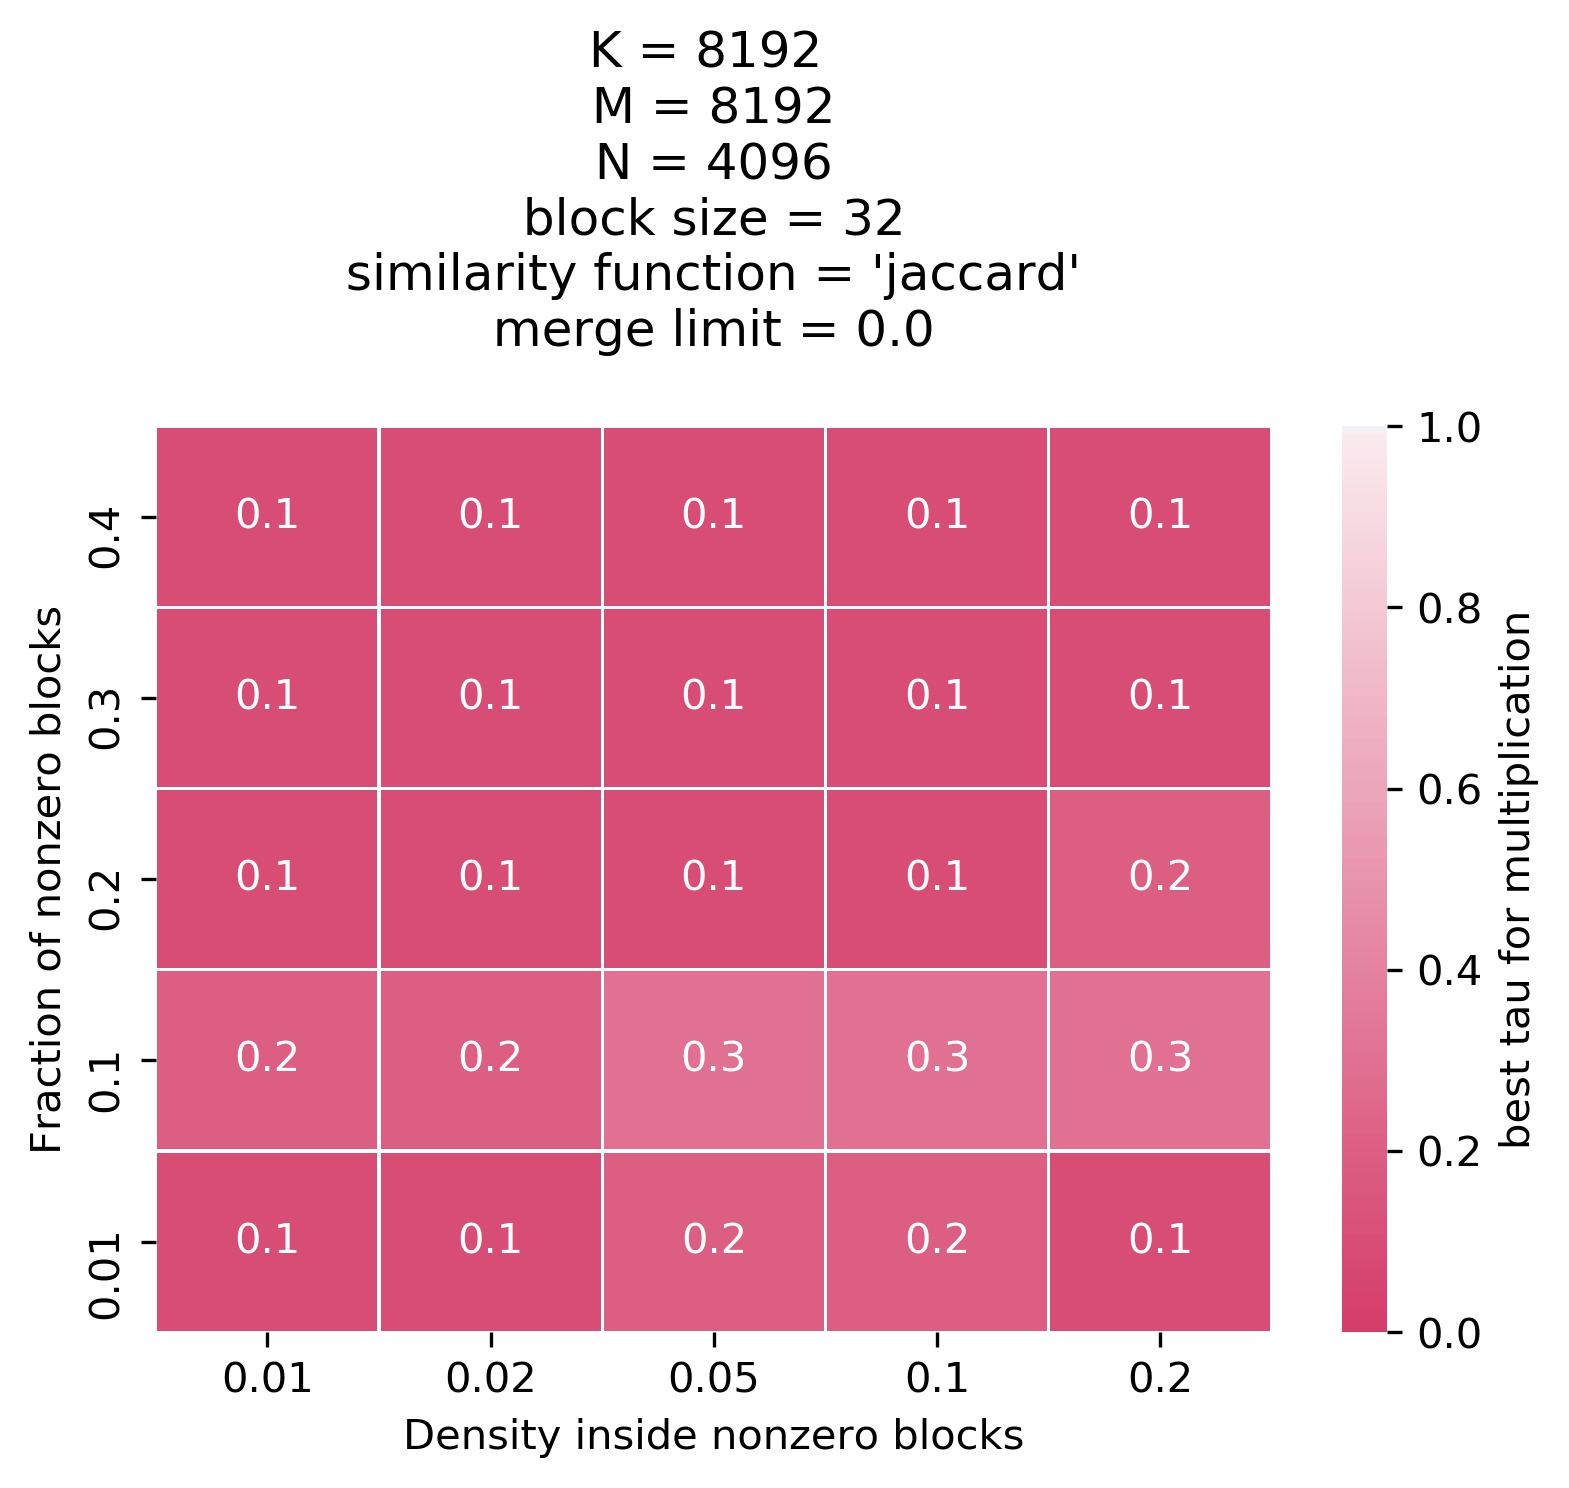 K = 8192
M = 8192
N = 4096
block size = 32
similarity function = 'jaccard'
merge limit = 0.0
Fraction of nonzero blocks
0.4
0.1 0.1 0.1 0.1 0.1
0.3
0.1 0.1 0.1 0.1 0.1
0.2
0.1 0.1 0.1 0.1 0.2
0.1
0.2 0.2 0.3 0.3 0.3
0.01
0.1 0.1 0.2 0.2 0.1
0.01 0.02 0.05 0.1 0.2
Density inside nonzero blocks
1.0
0.8
0.6
0.4
0.2
0.0
best tau for multiplication